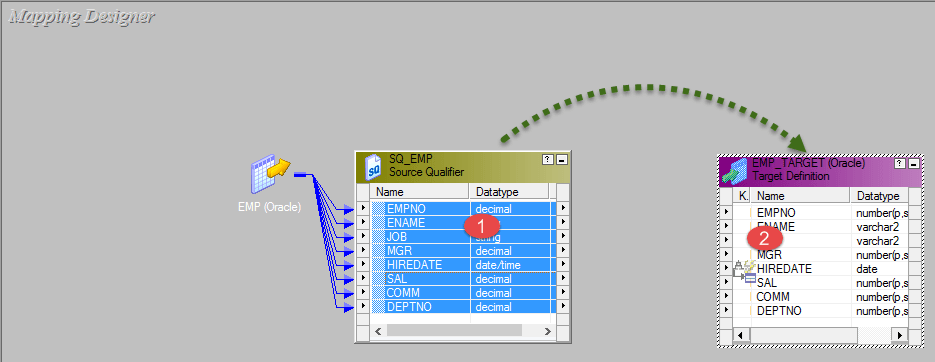 Mapping Designer
EMP (Oracle)
SQ
SQ_EMP
Source Qualifier
Name Datatype
EMPNO decimal
ENAME
JOB string
MGR decimal
HIREDATE date/time
SAL decimal
COMM decimal
DEPTNO decimal
1
EMP_TARGET (Oracle)
Target Definition
K. Name Datatype
EMPNO number(p,s
ENAME varchar2
varchar2
MGR number(p,s
HIREDATE date
SAL number(p,s
COMM number(p,s
DEPTNO number(p,s
2